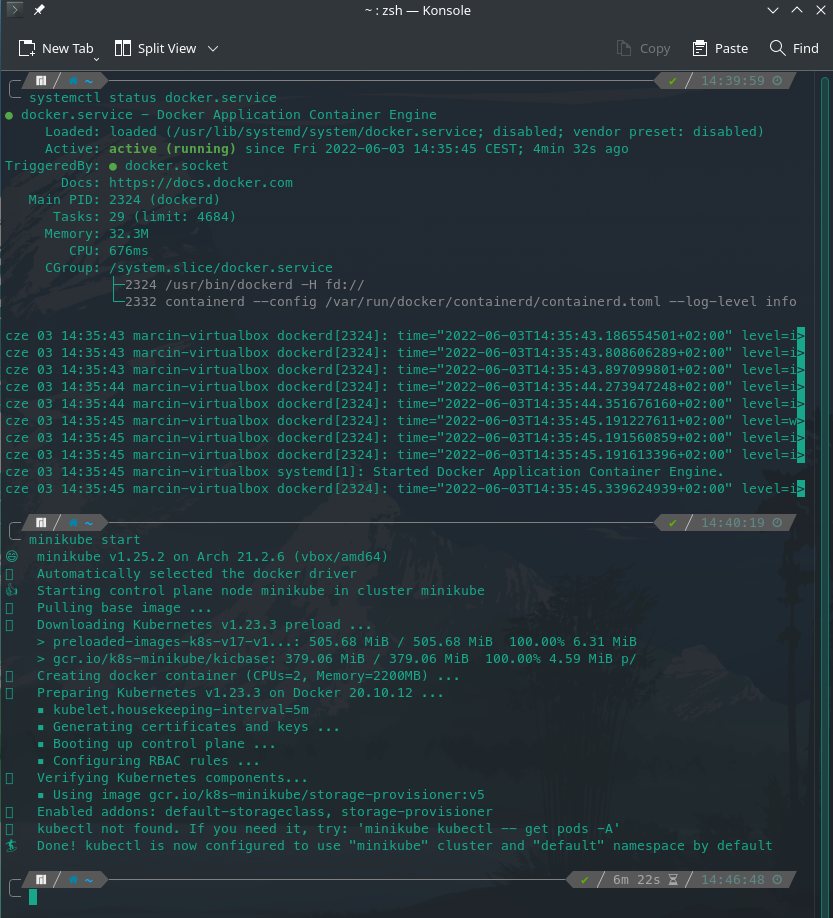 ~ : zsh — Konsole
New Tab Split View Copy Paste Find
~ ✔ 14:39:59
systemctl status docker.service
● docker.service - Docker Application Container Engine
Loaded: loaded (/usr/lib/systemd/system/docker.service; disabled; vendor preset: disabled)
Active: active (running) since Fri 2022-06-03 14:35:45 CEST; 4min 32s ago
TriggeredBy: ● docker.socket
Docs: https://docs.docker.com
Main PID: 2324 (dockerd)
Tasks: 29 (limit: 4684)
Memory: 32.3M
CPU: 676ms
CGroup: /system.slice/docker.service
├─2324 /usr/bin/dockerd -H fd://
└─2332 containerd --config /var/run/docker/containerd/containerd.toml --log-level info
cze 03 14:35:43 marcin-virtualbox dockerd[2324]: time="2022-06-03T14:35:43.186554501+02:00" level=i>
cze 03 14:35:43 marcin-virtualbox dockerd[2324]: time="2022-06-03T14:35:43.808606289+02:00" level=i>
cze 03 14:35:43 marcin-virtualbox dockerd[2324]: time="2022-06-03T14:35:43.897099801+02:00" level=i>
cze 03 14:35:44 marcin-virtualbox dockerd[2324]: time="2022-06-03T14:35:44.273947248+02:00" level=i>
cze 03 14:35:44 marcin-virtualbox dockerd[2324]: time="2022-06-03T14:35:44.351676160+02:00" level=i>
cze 03 14:35:45 marcin-virtualbox dockerd[2324]: time="2022-06-03T14:35:45.191227611+02:00" level=w>
cze 03 14:35:45 marcin-virtualbox dockerd[2324]: time="2022-06-03T14:35:45.191560859+02:00" level=i>
cze 03 14:35:45 marcin-virtualbox dockerd[2324]: time="2022-06-03T14:35:45.191613396+02:00" level=i>
cze 03 14:35:45 marcin-virtualbox systemd[1]: Started Docker Application Container Engine.
cze 03 14:35:45 marcin-virtualbox dockerd[2324]: time="2022-06-03T14:35:45.339624939+02:00" level=i>
~ ✔ 14:40:19
minikube start
😄 minikube v1.25.2 on Arch 21.2.6 (vbox/amd64)
Automatically selected the docker driver
👍 Starting control plane node minikube in cluster minikube
Pulling base image ...
Downloading Kubernetes v1.23.3 preload ...
> preloaded-images-k8s-v17-v1...: 505.68 MiB / 505.68 MiB 100.00% 6.31 MiB
> gcr.io/k8s-minikube/kicbase: 379.06 MiB / 379.06 MiB 100.00% 4.59 MiB p/
Creating docker container (CPUs=2, Memory=2200MB) ...
Preparing Kubernetes v1.23.3 on Docker 20.10.12 ...
▪ kubelet.housekeeping-interval=5m
▪ Generating certificates and keys ...
▪ Booting up control plane ...
▪ Configuring RBAC rules ...
Verifying Kubernetes components...
▪ Using image gcr.io/k8s-minikube/storage-provisioner:v5
Enabled addons: default-storageclass, storage-provisioner
kubectl not found. If you need it, try: 'minikube kubectl -- get pods -A'
🏄 Done! kubectl is now configured to use "minikube" cluster and "default" namespace by default
~ ✔ 6m 22s 14:46:48